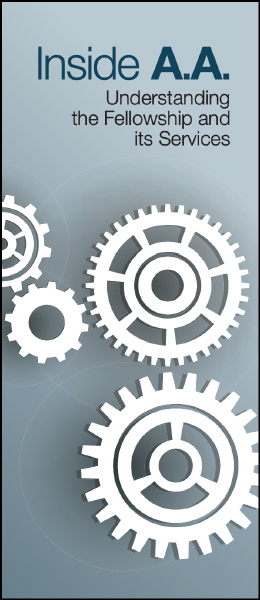 Inside A.A.
Understanding
the Fellowship and
its Services